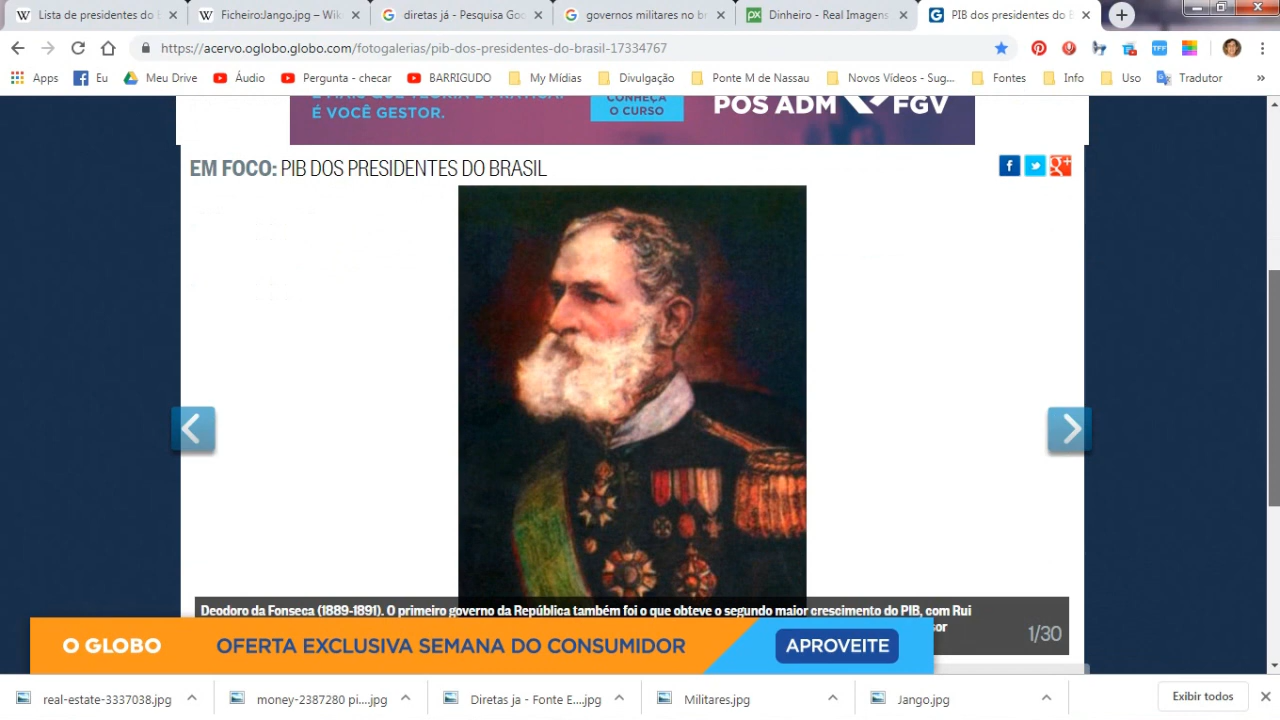 Lista de presidentes do B
Ficheiro:Jango.jpg – Wik
diretas já - Pesquisa Goo
governos militares no br
Dinheiro - Real Imagens
PIB dos presidentes do B
https://acervo.oglobo.globo.com/fotogalerias/pib-dos-presidentes-do-brasil-17334767
Apps Eu Meu Drive Áudio Pergunta - checar BARRIGUDO My Mídias Divulgação Ponte M de Nassau Novos Vídeos - Sug... Fontes Info Uso Tradutor »
É VOCÊ GESTOR.
CONHEÇA
O CURSO
PÓS ADM FGV
EM FOCO: PIB DOS PRESIDENTES DO BRASIL
Deodoro da Fonseca (1889-1891). O primeiro governo da República também foi o que obteve o segundo maior crescimento do PIB, com Rui
sor
1/30
O GLOBO OFERTA EXCLUSIVA SEMANA DO CONSUMIDOR APROVEITE
real-estate-3337038.jpg money-2387280 pi....jpg Diretas ja - Fonte E....jpg Militares.jpg Jango.jpg Exibir todos